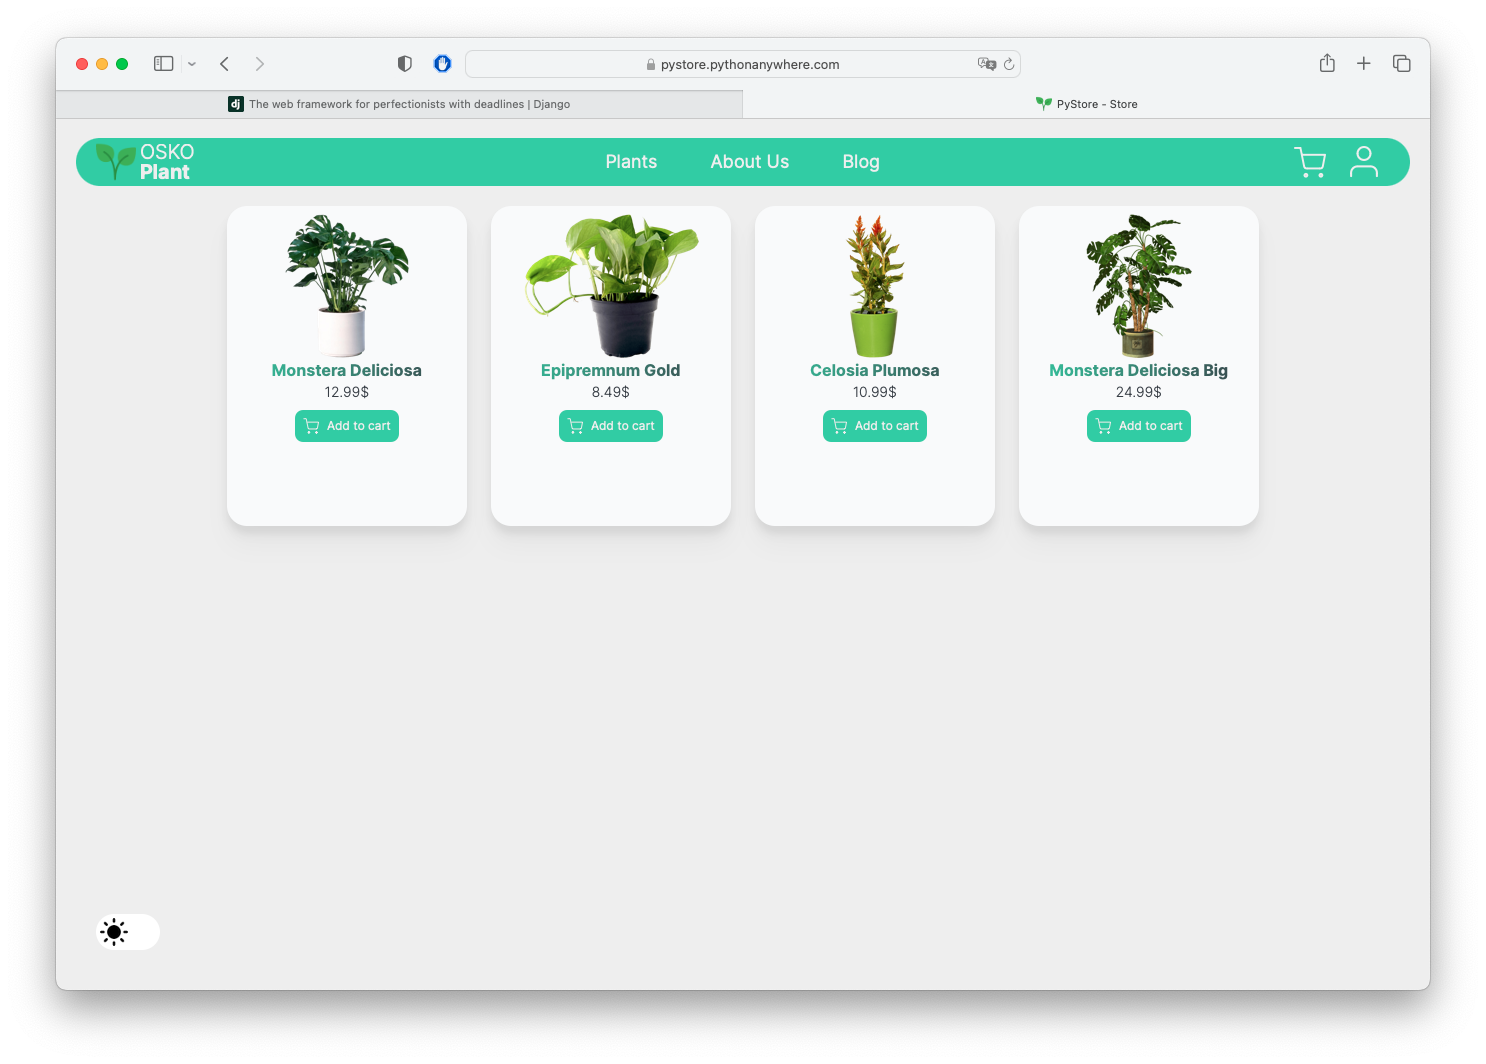 pystore.pythonanywhere.com
The web framework for perfectionists with deadlines | Django
PyStore - Store
OSKO
Plant
Plants
About Us
Blog
Monstera Deliciosa
12.99$
Add to cart
Epipremnum Gold
8.49$
Add to cart
Celosia Plumosa
10.99$
Add to cart
Monstera Deliciosa Big
24.99$
Add to cart